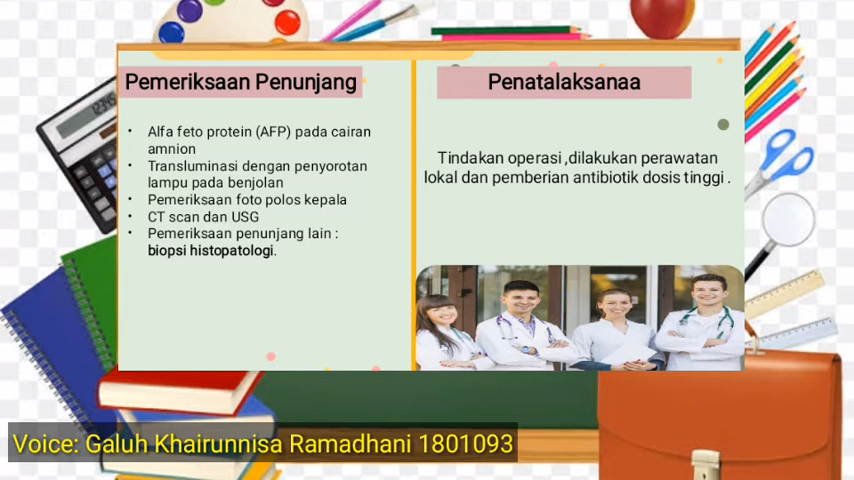 Pemeriksaan Penunjang
• Alfa feto protein (AFP) pada cairan
amnion
• Transluminasi dengan penyorotan
lampu pada benjolan
• Pemeriksaan foto polos kepala
• CT scan dan USG
• Pemeriksaan penunjang lain :
biopsi histopatologi.
Penatalaksanaa
Tindakan operasi ,dilakukan perawatan
lokal dan pemberian antibiotik dosis tinggi .
Voice: Galuh Khairunnisa Ramadhani 1801093